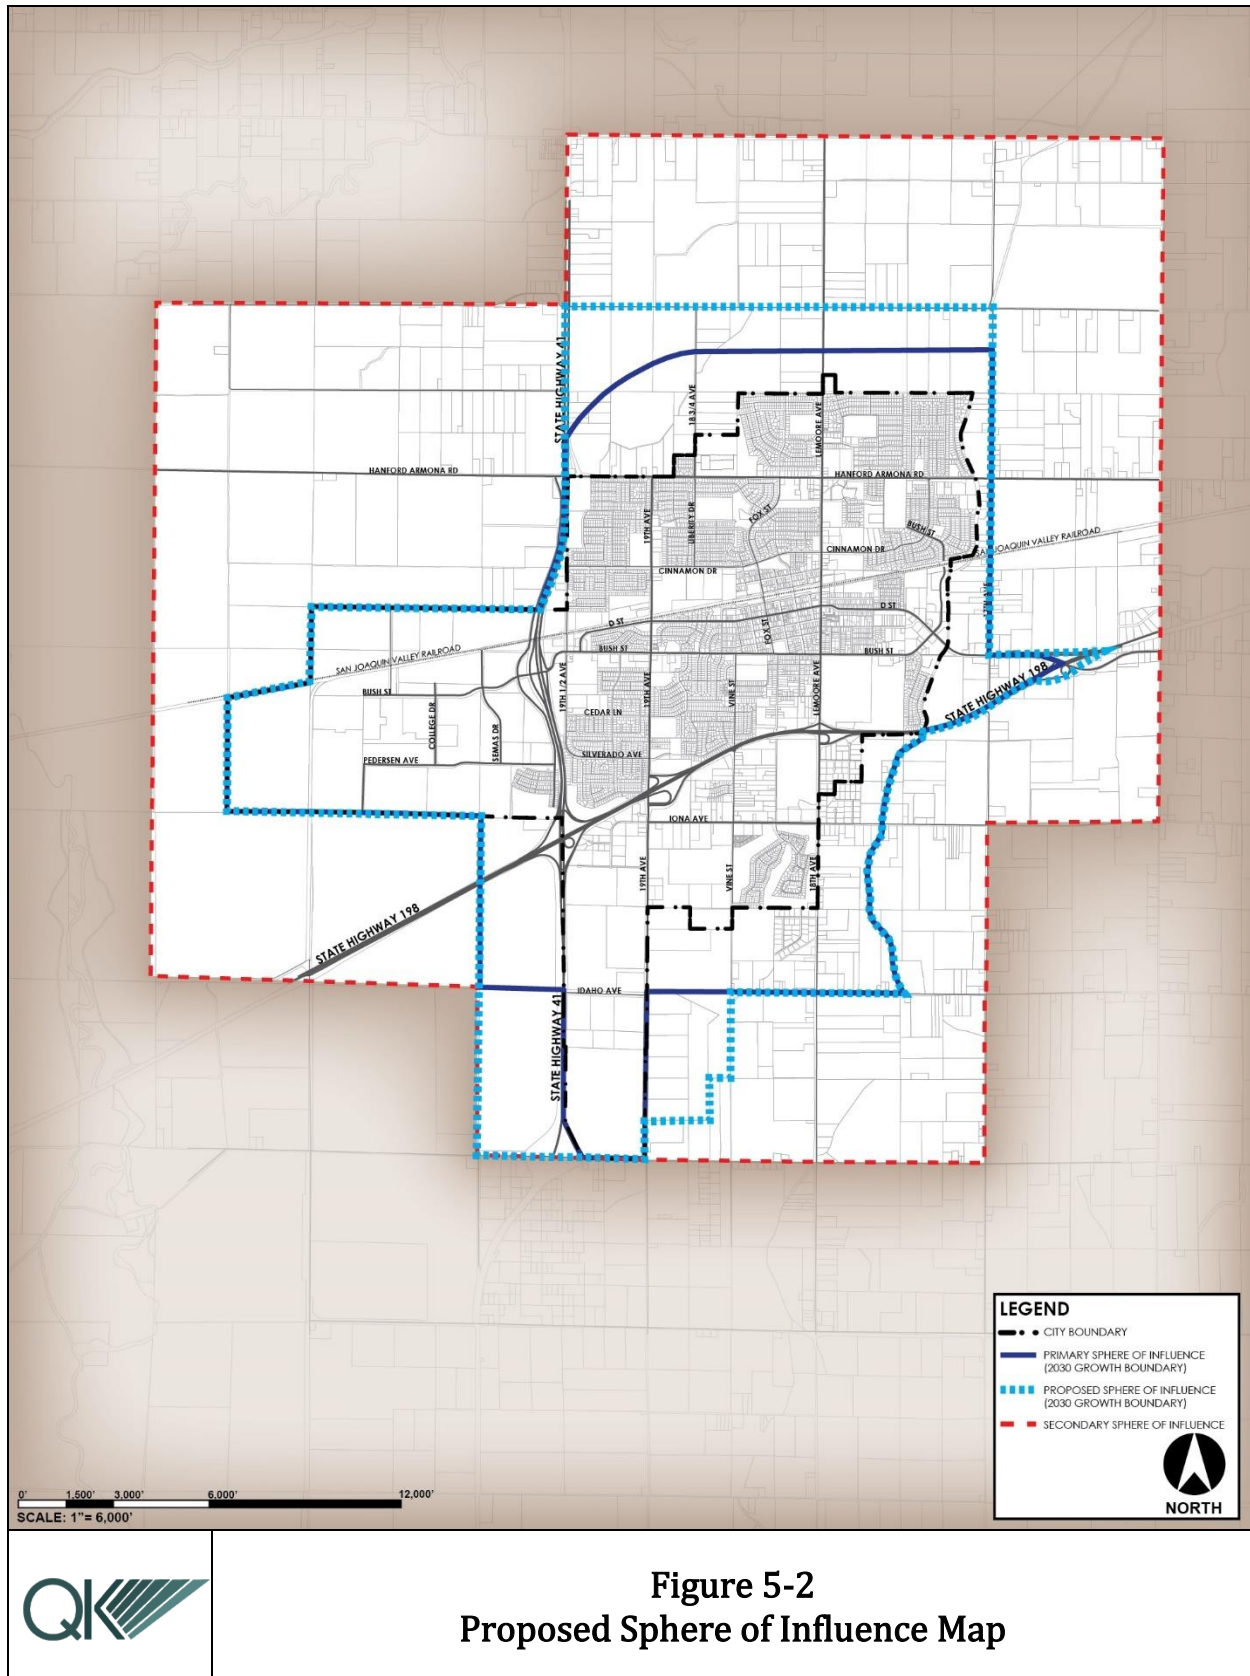 STATE HIGHWAY 41
18 3/4 AVE
LEMOORE AVE
HANFORD ARMONA RD
HANFORD ARMONA RD
19TH AVE
LIBERTY DR
FOX ST
BUSH ST
CINNAMON DR
SAN JOAQUIN VALLEY RAILROAD
CINNAMON DR
D ST
D ST
FOX ST
SAN JOAQUIN VALLEY RAILROAD
BUSH ST
BUSH ST
19TH 1/2 AVE
19TH AVE
VINE ST
LEMOORE AVE
STATE HIGHWAY 198
BUSH ST
COLLEGE DR
SEMAS DR
CEDAR LN
SILVERADO AVE
PEDERSEN AVE
IONA AVE
19TH AVE
VINE ST
18TH AVE
STATE HIGHWAY 198
IDAHO AVE
STATE HIGHWAY 41
LEGEND
CITY BOUNDARY
PRIMARY SPHERE OF INFLUENCE
(2030 GROWTH BOUNDARY)
PROPOSED SPHERE OF INFLUENCE
(2030 GROWTH BOUNDARY)
SECONDARY SPHERE OF INFLUENCE
NORTH
0' 1,500' 3,000' 6,000' 12,000'
SCALE: 1"= 6,000'
QK
Figure 5-2
Proposed Sphere of Influence Map